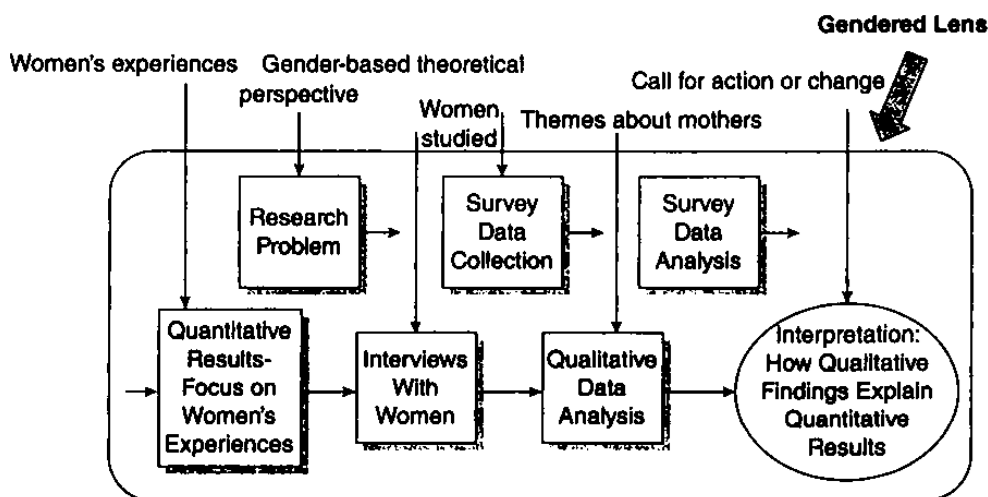 Gendered Lens
Women's experiences
Gender-based theoretical
perspective
Call for action or change
Women
studied
Themes about mothers
Research
Problem
Survey
Data
Collection
Survey
Data
Analysis
Quantitative
Results-
Focus on
Women's
Experiences
Interviews
With
Women
Qualitative
Data
Analysis
Interpretation:
How Qualitative
Findings Explain
Quantitative
Results